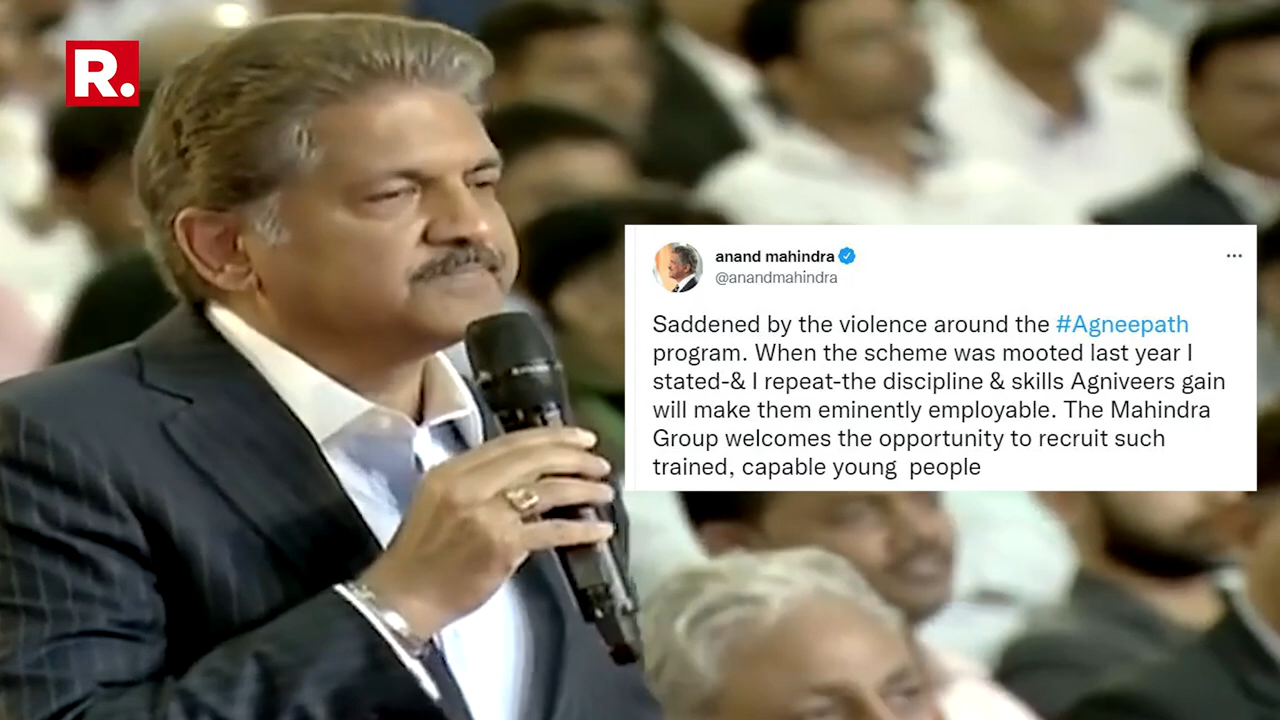 R.
anand mahindra
@anandmahindra
Saddened by the violence around the #Agneepath
program. When the scheme was mooted last year I
stated-& I repeat-the discipline & skills Agniveers gain
will make them eminently employable. The Mahindra
Group welcomes the opportunity to recruit such
trained, capable young  people